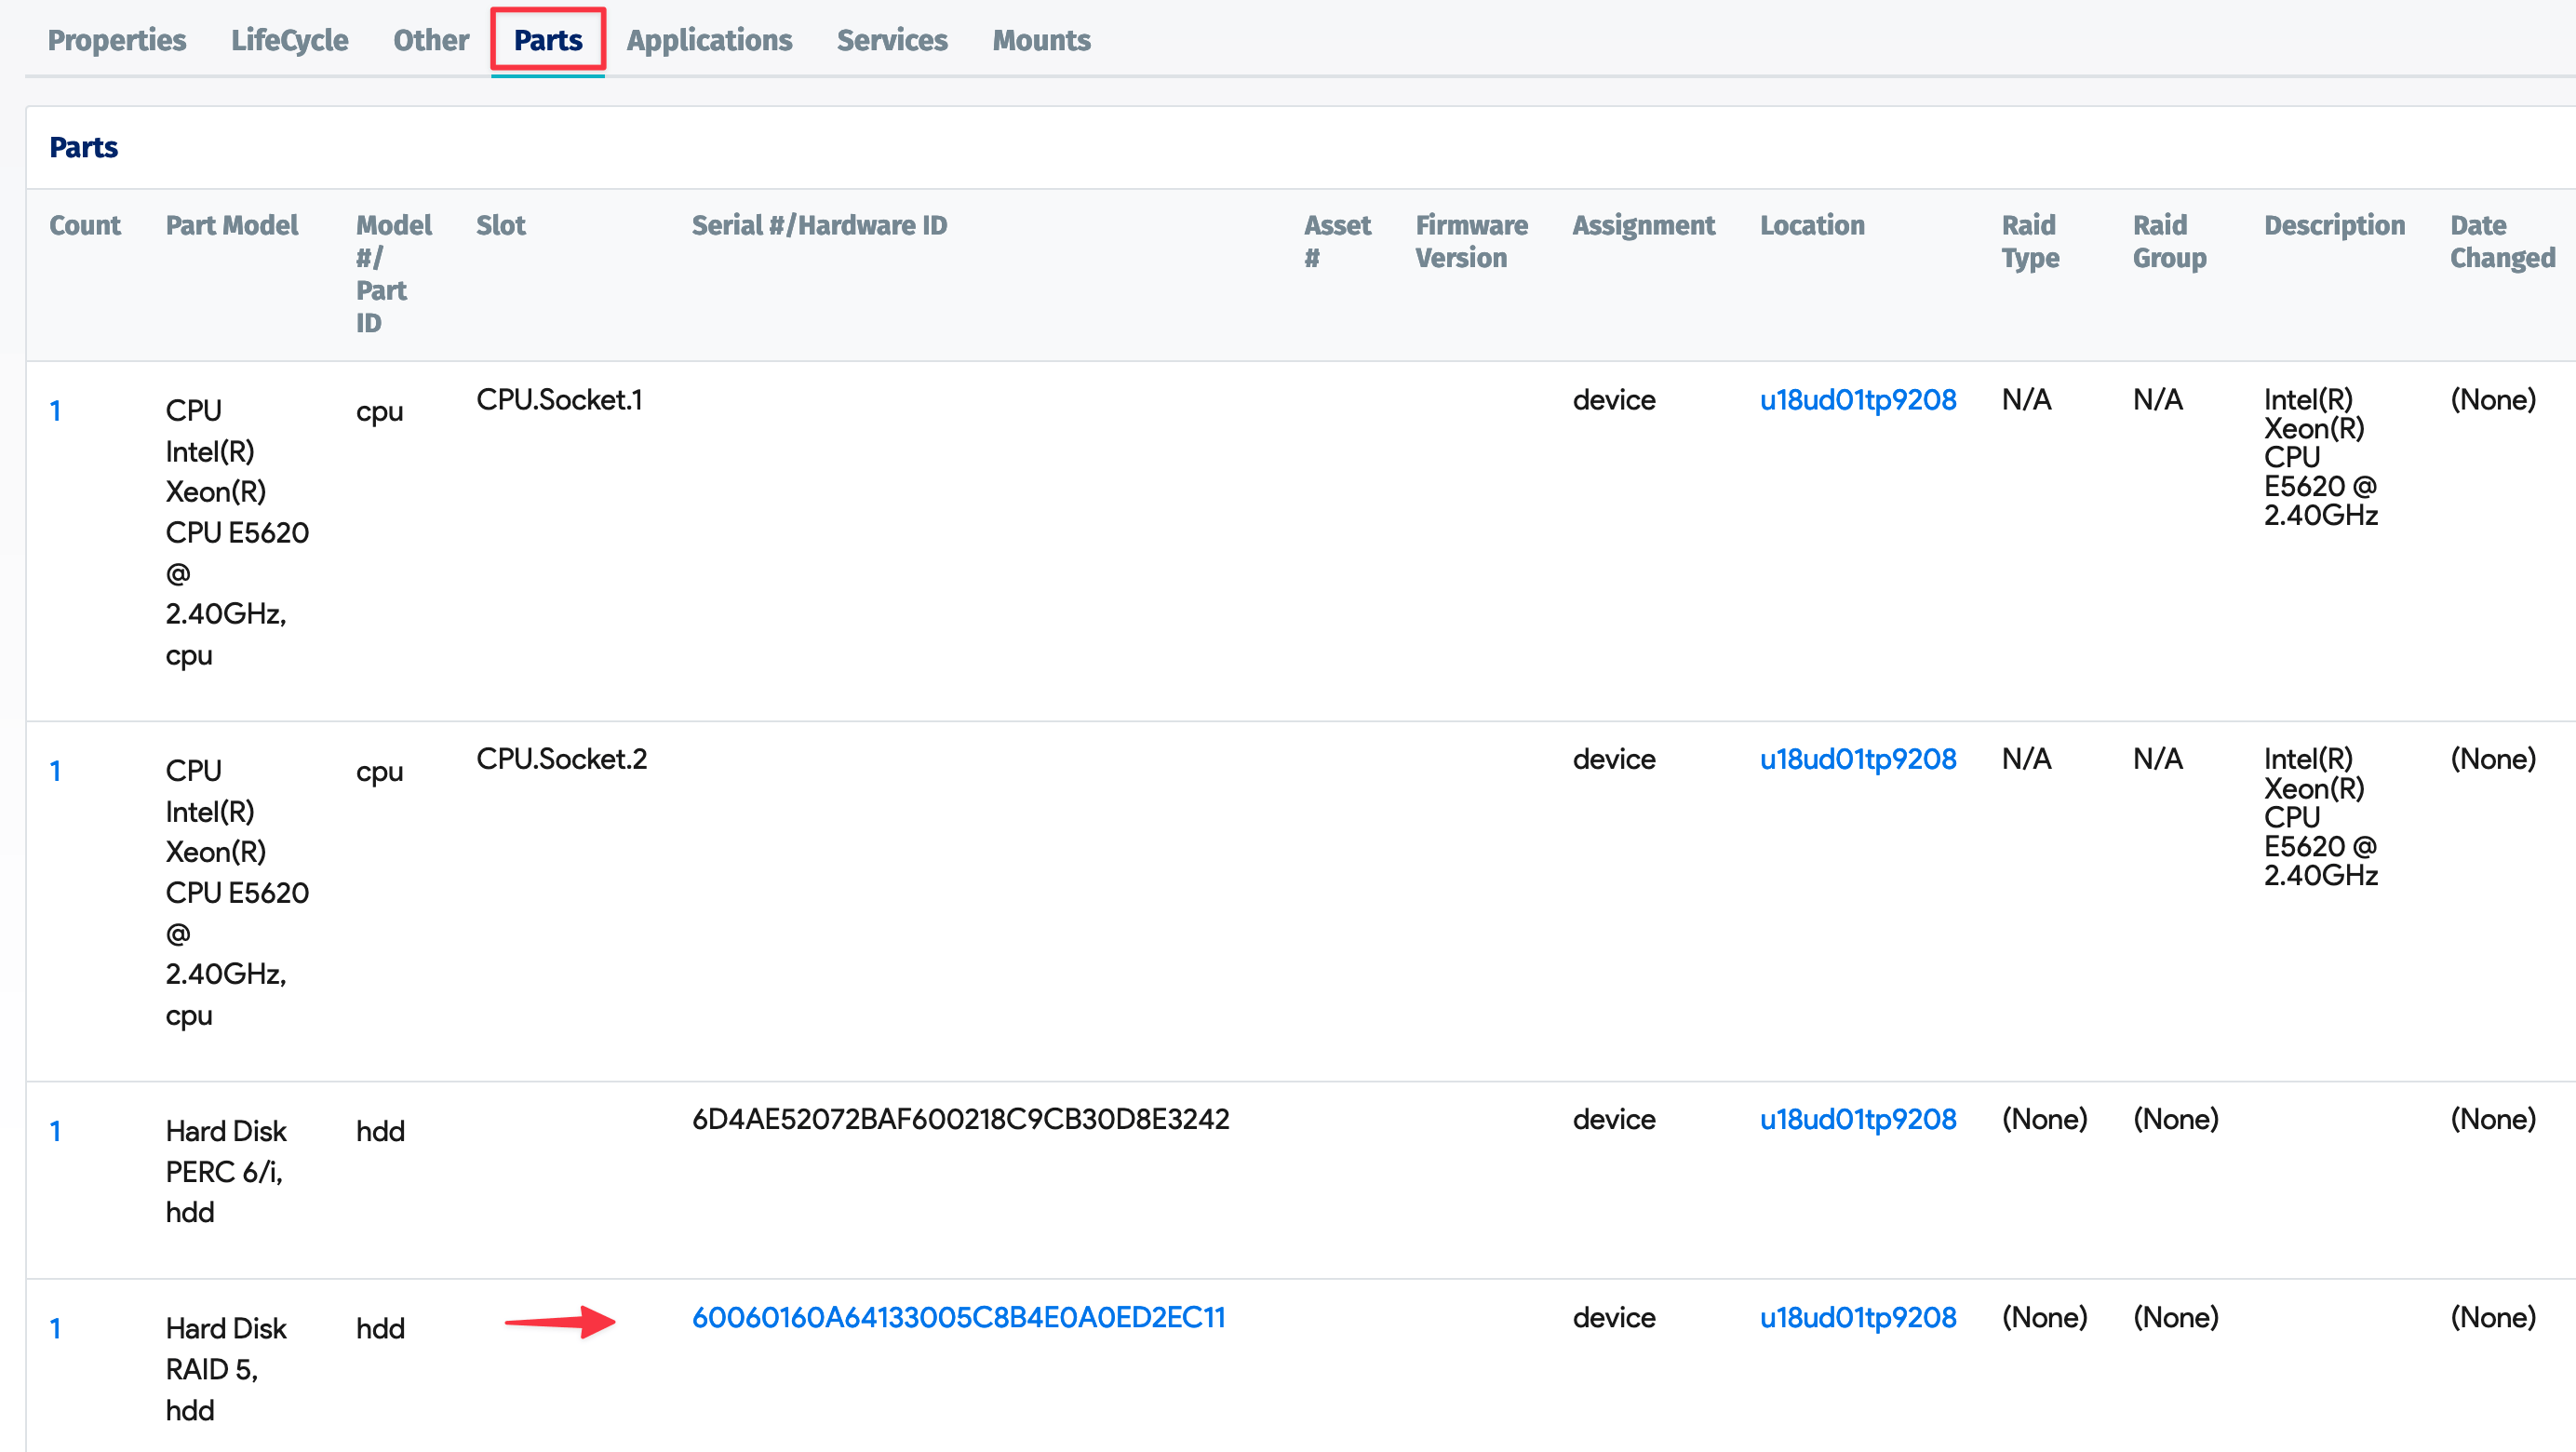 Properties LifeCycle Other Parts Applications Services Mounts
Parts
Count Part Model Model #/ Part ID Slot Serial #/Hardware ID Asset # Firmware Version Assignment Location Raid Type Raid Group Description Date Changed
1 CPU Intel(R) Xeon(R) CPU E5620 @ 2.40GHz, cpu cpu CPU.Socket.1 device u18ud01tp9208 N/A N/A Intel(R) Xeon(R) CPU E5620 @ 2.40GHz (None)
1 CPU Intel(R) Xeon(R) CPU E5620 @ 2.40GHz, cpu cpu CPU.Socket.2 device u18ud01tp9208 N/A N/A Intel(R) Xeon(R) CPU E5620 @ 2.40GHz (None)
1 Hard Disk PERC 6/i, hdd hdd 6D4AE52072BAF600218C9CB30D8E3242 device u18ud01tp9208 (None) (None) (None)
1 Hard Disk RAID 5, hdd hdd 60060160A64133005C8B4E0A0ED2EC11 device u18ud01tp9208 (None) (None) (None)